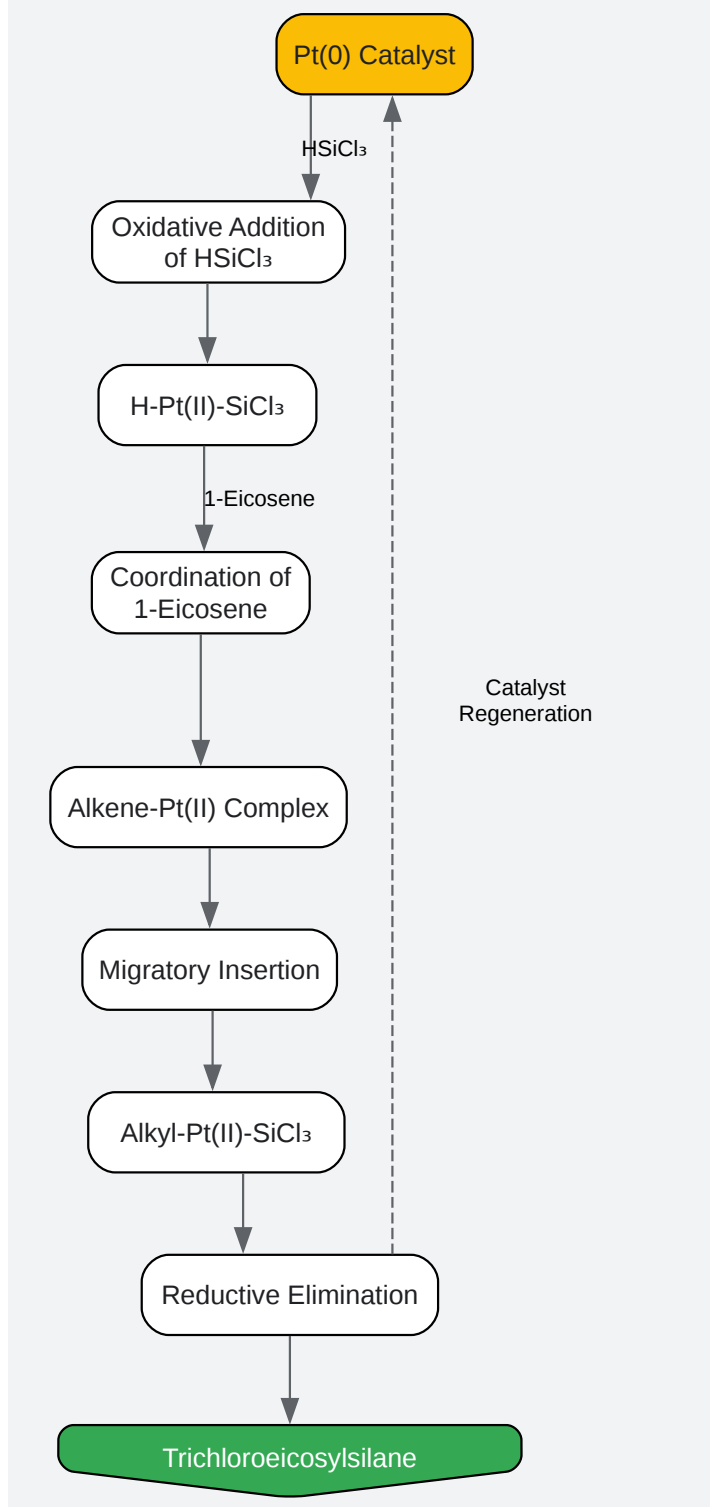 Pt(0) Catalyst
HSiCl₃
Oxidative Addition
of HSiCl₃
H-Pt(II)-SiCl₃
1-Eicosene
Coordination of
1-Eicosene
Catalyst
Regeneration
Alkene-Pt(II) Complex
Migratory Insertion
Alkyl-Pt(II)-SiCl₃
Reductive Elimination
Trichloroeicosylsilane